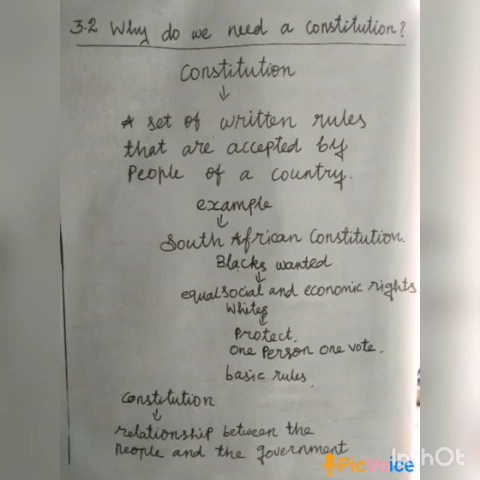 3.2 Why do we need a constitution?
Constitution
↓
A set of written rules
that are accepted by
People of a country.
example
↓
South African Constitution.
Blacks wanted
↓
equal social and economic rights
Whites
↓
Protect.
One Person one vote.
basic rules.
Constitution
↓
relationship between the
People and the government
PicVoice
InShOt